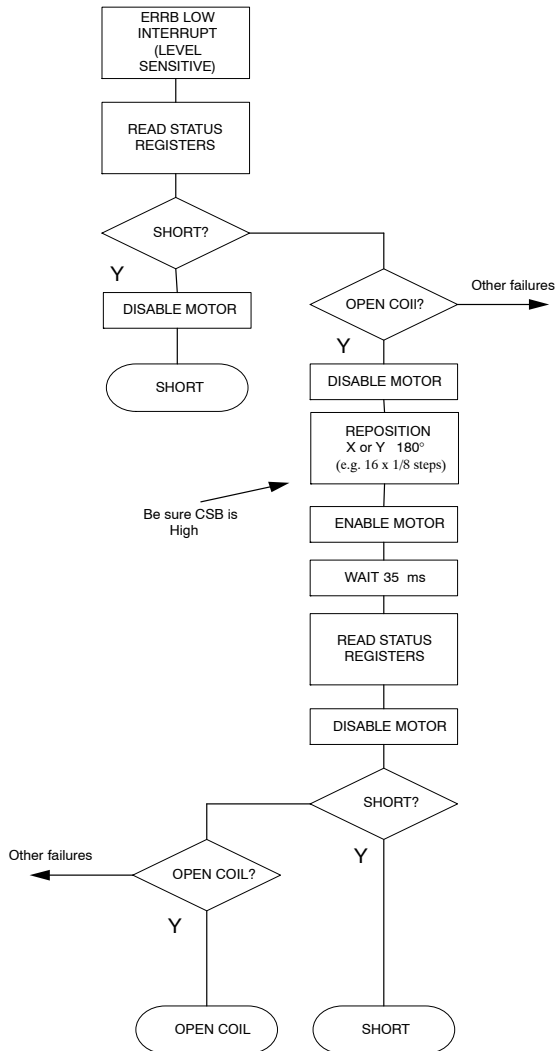 ERRB LOW
INTERRUPT
(LEVEL
SENSITIVE)
READ STATUS
REGISTERS
SHORT?
Y
DISABLE MOTOR
SHORT
OPEN COIl?
Other failures
Y
DISABLE MOTOR
REPOSITION
X or Y 180°
(e.g. 16 x 1/8 steps)
Be sure CSB is
High
ENABLE MOTOR
WAIT 35 ms
READ STATUS
REGISTERS
DISABLE MOTOR
SHORT?
Y
Other failures
OPEN COIL?
Y
OPEN COIL
SHORT